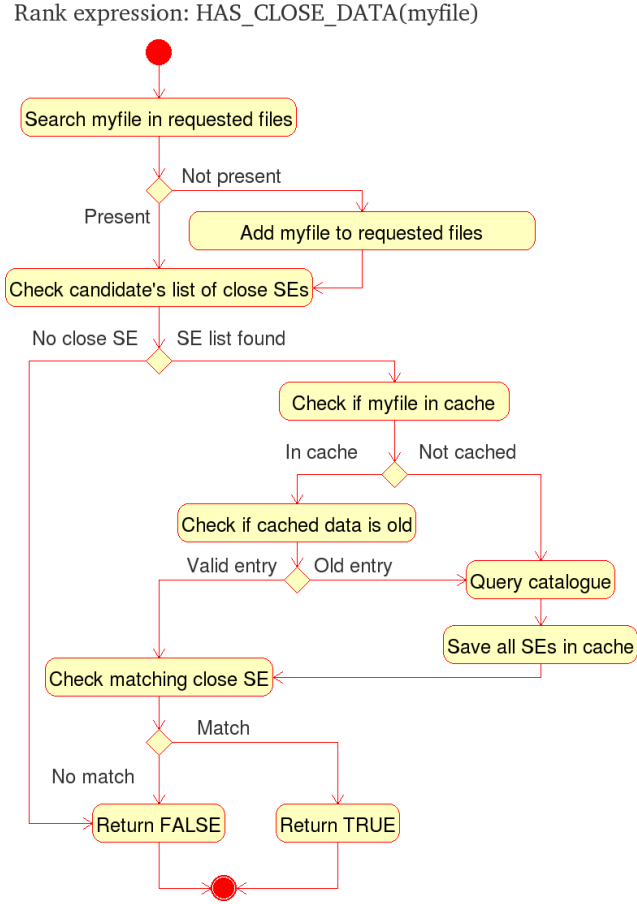 Rank expression: HAS_CLOSE_DATA(myfile)
Search myfile in requested files
Not present
Present
Add myfile to requested files
Check candidate's list of close SEs
No close SE
SE list found
Check if myfile in cache
In cache
Not cached
Check if cached data is old
Valid entry
Old entry
Query catalogue
Save all SEs in cache
Check matching close SE
Match
No match
Return FALSE
Return TRUE